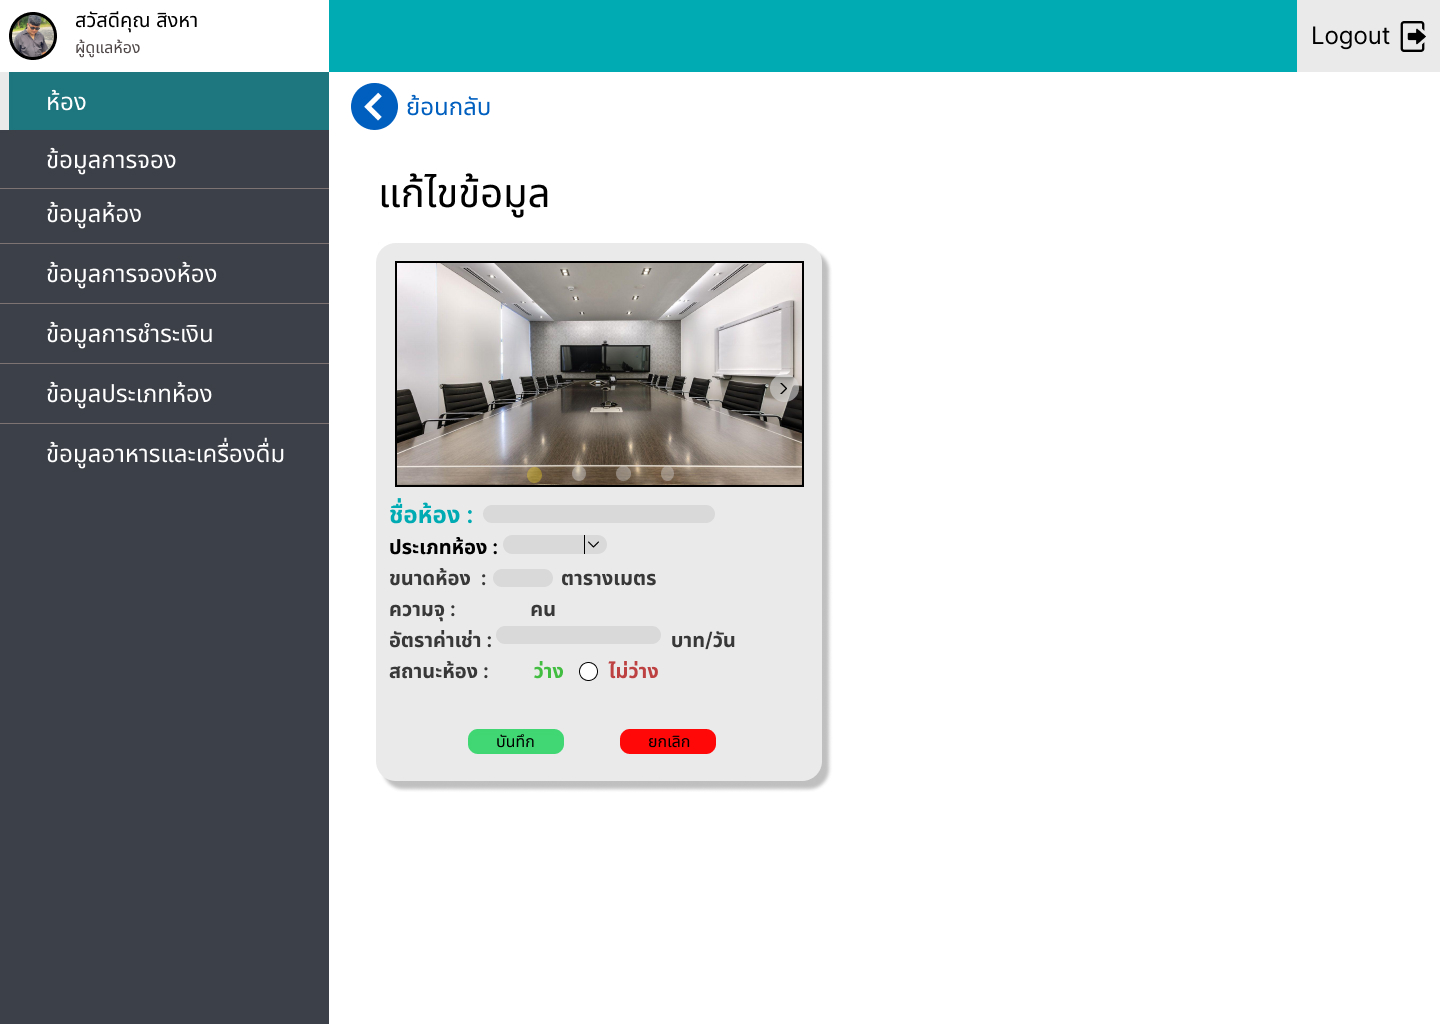 สวัสดีคุณ สิงหา
ผู้ดูแลห้อง
Logout
ห้อง
ข้อมูลการจอง
ข้อมูลห้อง
ข้อมูลการจองห้อง
ข้อมูลการชำระเงิน
ข้อมูลประเภทห้อง
ข้อมูลอาหารและเครื่องดื่ม
ย้อนกลับ
แก้ไขข้อมูล
ชื่อห้อง :
ประเภทห้อง :
ขนาดห้อง : ตารางเมตร
ความจุ : คน
อัตราค่าเช่า : บาท/วัน
สถานะห้อง : ว่าง ไม่ว่าง
บันทึก ยกเลิก